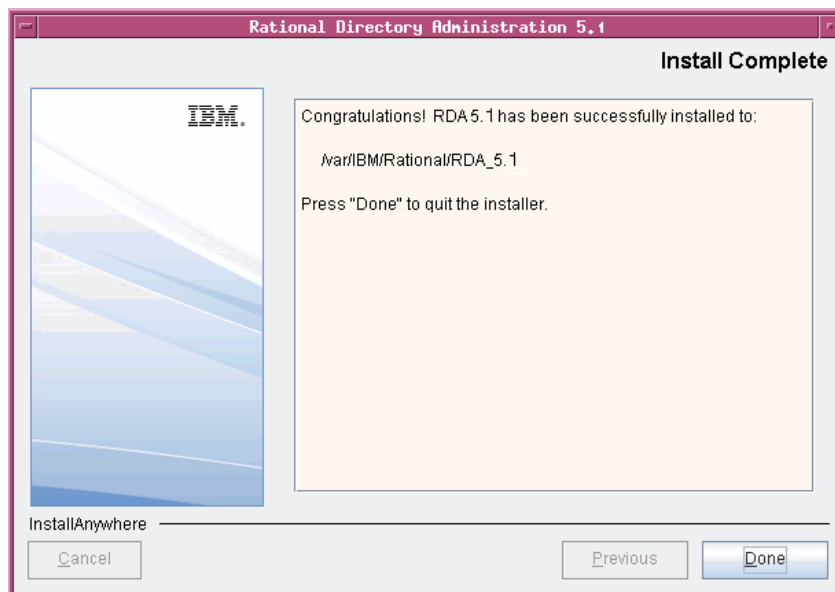 Rational Directory Administration 5.1
Install Complete
IBM.
Congratulations! RDA 5.1 has been successfully installed to:
/var/IBM/Rational/RDA_5.1
Press "Done" to quit the installer.
InstallAnywhere
Cancel
Previous
Done